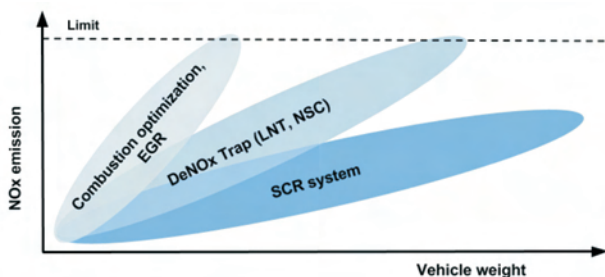 Limit
Combustion optimization,
EGR
DeNOx Trap (LNT, NSC)
SCR system
NOx emission
Vehicle weight